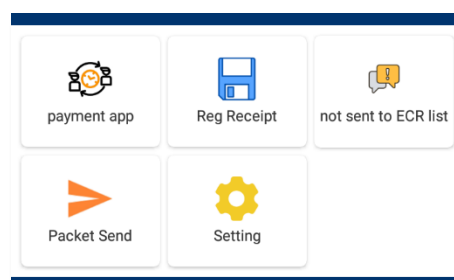 payment app
Reg Receipt
not sent to ECR list
Packet Send
Setting